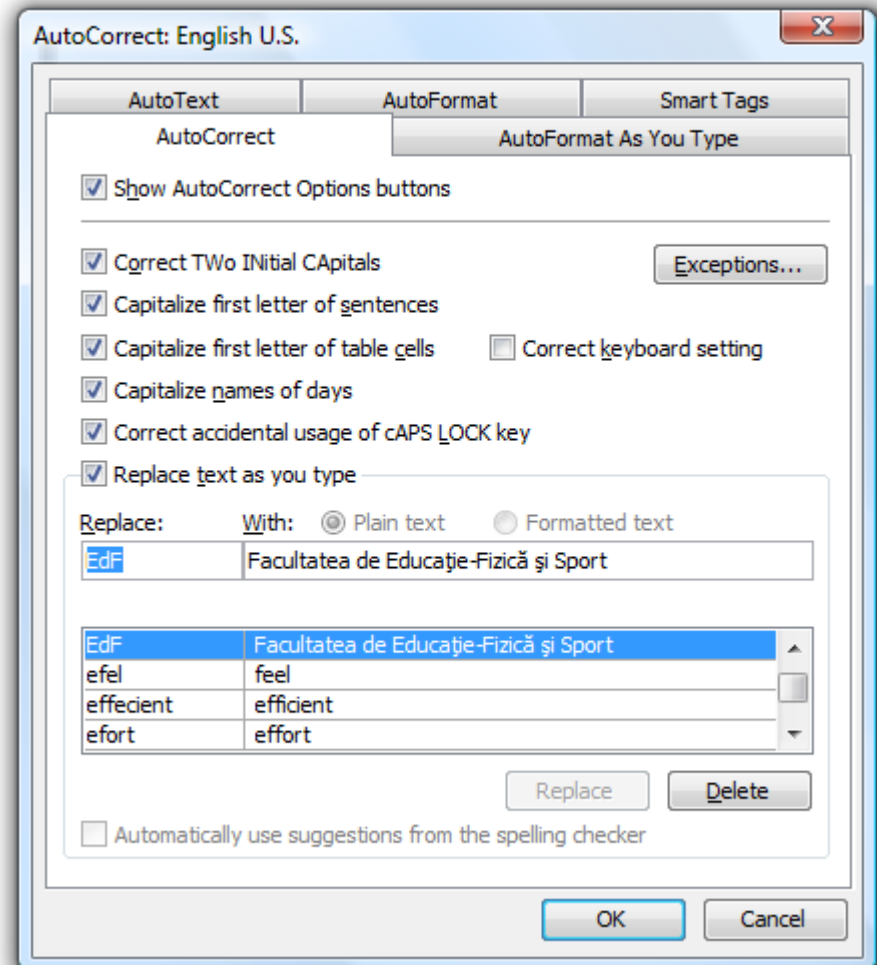 AutoCorrect: English U.S.
AutoText AutoFormat Smart Tags
AutoCorrect AutoFormat As You Type
Show AutoCorrect Options buttons
Correct TWo INitial CApitals Exceptions...
Capitalize first letter of sentences
Capitalize first letter of table cells Correct keyboard setting
Capitalize names of days
Correct accidental usage of cAPS LOCK key
Replace text as you type
Replace: With: Plain text Formatted text
EdF Facultatea de Educaţie-Fizică şi Sport
EdF Facultatea de Educaţie-Fizică şi Sport
efel feel
effecient efficient
efort effort
Replace Delete
Automatically use suggestions from the spelling checker
OK Cancel